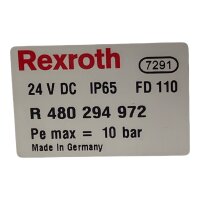 Rexroth 7291
24 V DC IP65 FD 110
R 480 294 972
Pe max = 10 bar
Made in Germany